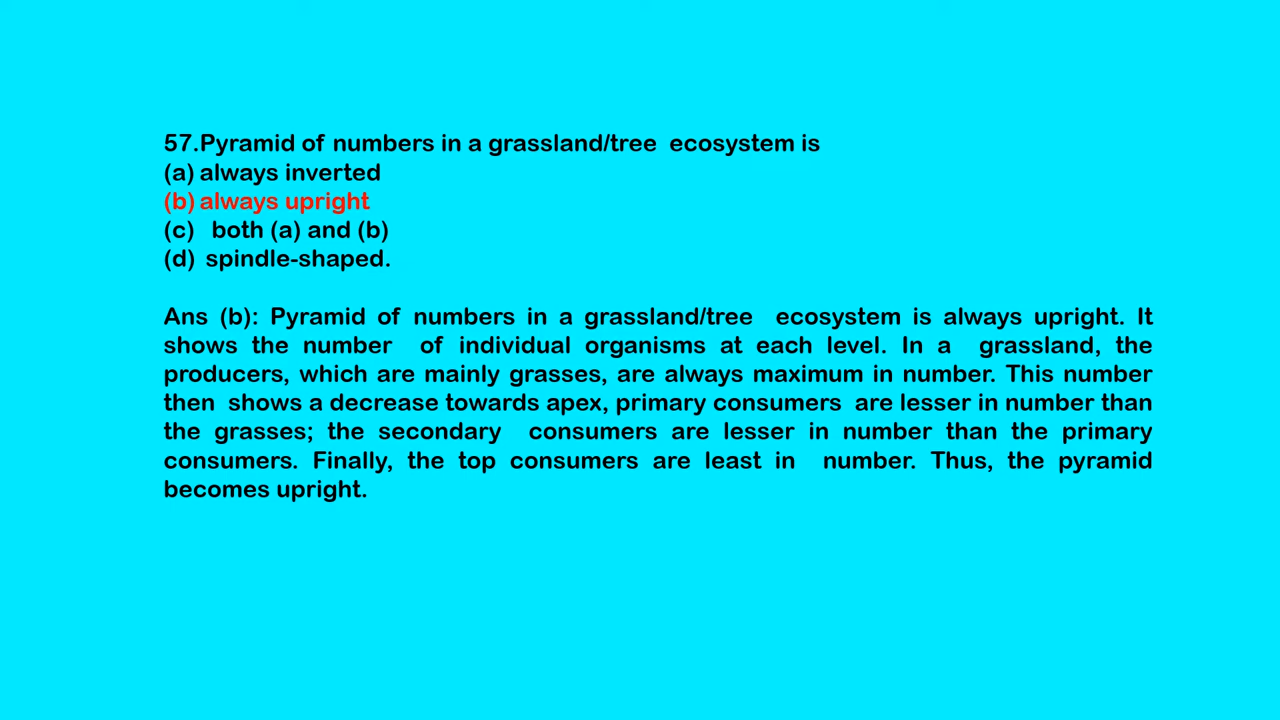 57.Pyramid of numbers in a grassland/tree ecosystem is
(a) always inverted
(b) always upright
(c) both (a) and (b)
(d) spindle-shaped.
Ans (b): Pyramid of numbers in a grassland/tree ecosystem is always upright. It
shows the number of individual organisms at each level. In a grassland, the
producers, which are mainly grasses, are always maximum in number. This number
then shows a decrease towards apex, primary consumers are lesser in number than
the grasses; the secondary consumers are lesser in number than the primary
consumers. Finally, the top consumers are least in number. Thus, the pyramid
becomes upright.